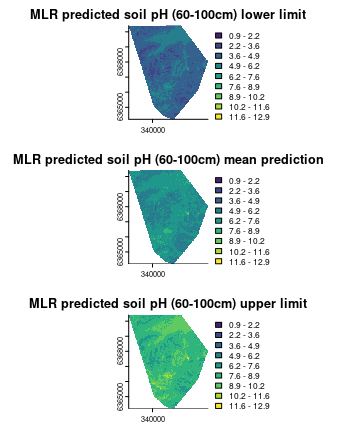 MLR predicted soil pH (60-100cm) lower limit
0.9 - 2.2
2.2 - 3.6
3.6 - 4.9
4.9 - 6.2
6.2 - 7.6
7.6 - 8.9
8.9 - 10.2
10.2 - 11.6
11.6 - 12.9
6368000
6365000
340000
MLR predicted soil pH (60-100cm) mean prediction
0.9 - 2.2
2.2 - 3.6
3.6 - 4.9
4.9 - 6.2
6.2 - 7.6
7.6 - 8.9
8.9 - 10.2
10.2 - 11.6
11.6 - 12.9
6368000
6365000
340000
MLR predicted soil pH (60-100cm) upper limit
0.9 - 2.2
2.2 - 3.6
3.6 - 4.9
4.9 - 6.2
6.2 - 7.6
7.6 - 8.9
8.9 - 10.2
10.2 - 11.6
11.6 - 12.9
6368000
6365000
340000